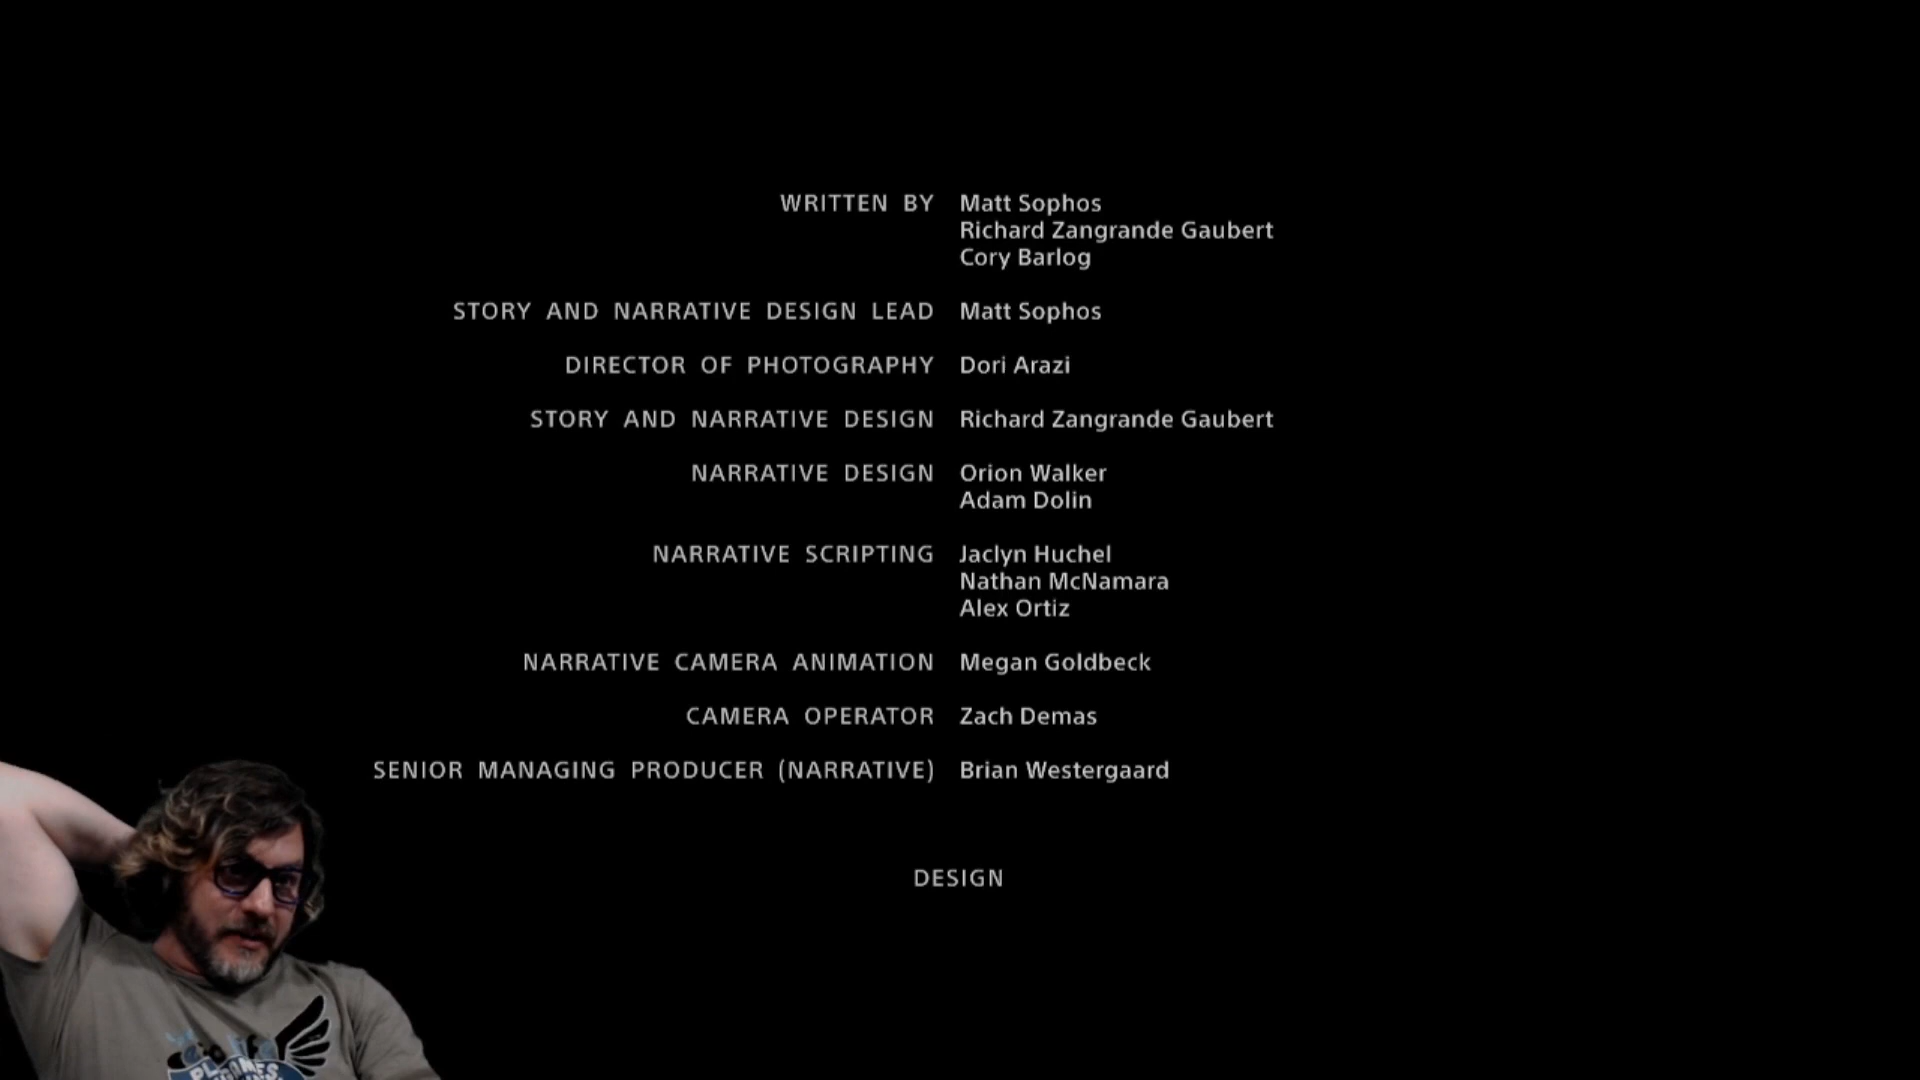 WRITTEN BY Matt Sophos
Richard Zangrande Gaubert
Cory Barlog
STORY AND NARRATIVE DESIGN LEAD Matt Sophos
DIRECTOR OF PHOTOGRAPHY Dori Arazi
STORY AND NARRATIVE DESIGN Richard Zangrande Gaubert
NARRATIVE DESIGN Orion Walker
Adam Dolin
NARRATIVE SCRIPTING Jaclyn Huchel
Nathan McNamara
Alex Ortiz
NARRATIVE CAMERA ANIMATION Megan Goldbeck
CAMERA OPERATOR Zach Demas
SENIOR MANAGING PRODUCER (NARRATIVE) Brian Westergaard
DESIGN